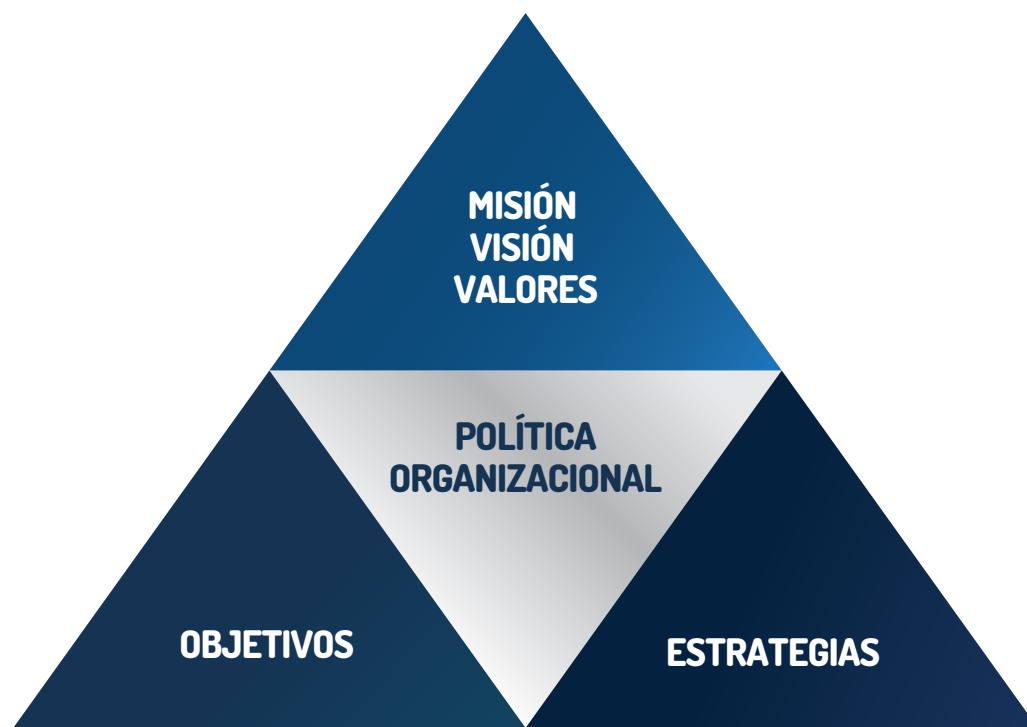 MISIÓN
VISIÓN
VALORES
POLÍTICA
ORGANIZACIONAL
OBJETIVOS
ESTRATEGIAS